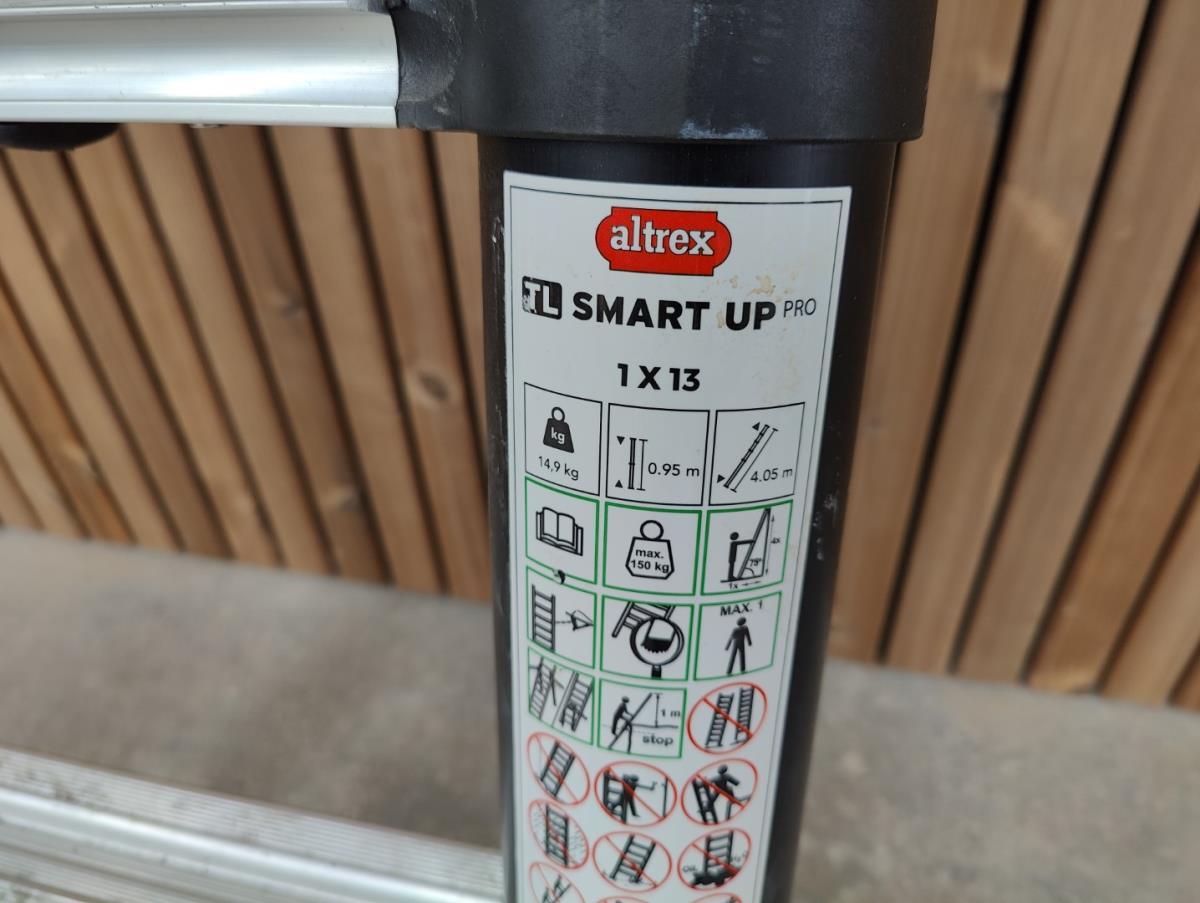 altrex
TL SMART UP PRO
1 X 13
kg
14,9 kg
0.95 m
4.05 m
max.
150 kg
4x
75°
1x
MAX. 1
1 m
stop